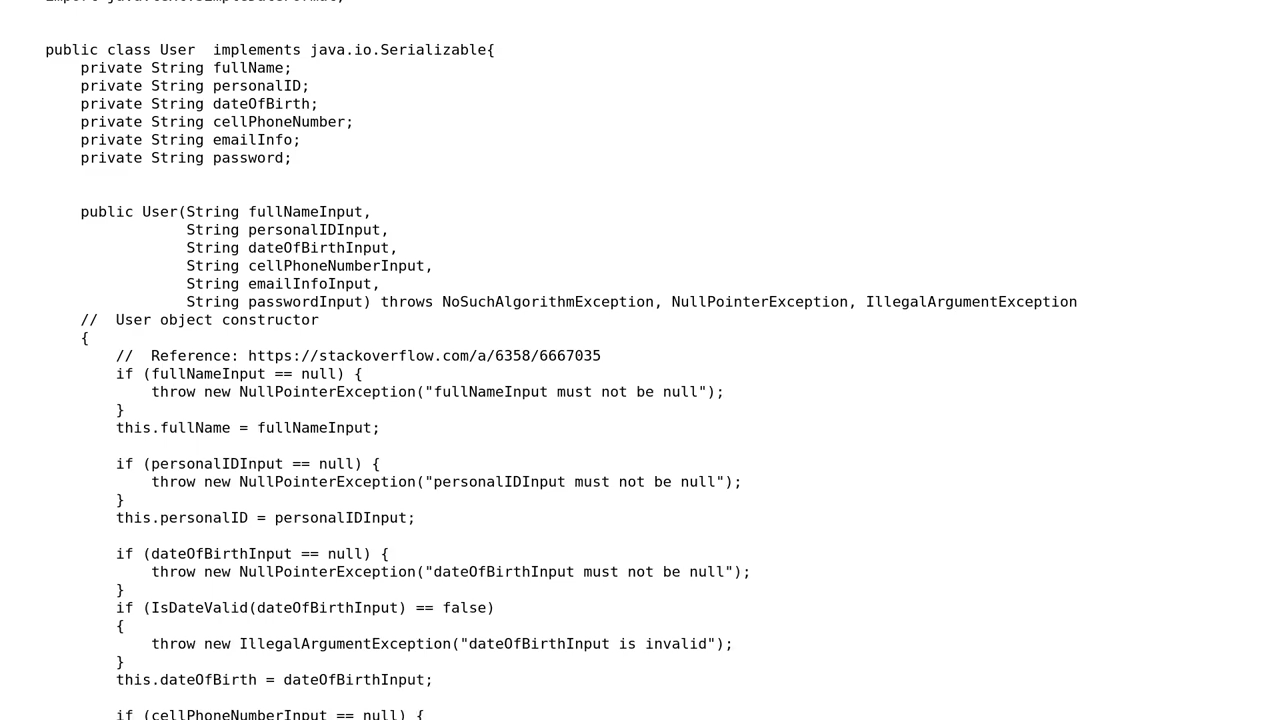 import java.text.SimpleDateFormat;
public class User  implements java.io.Serializable{
    private String fullName;
    private String personalID;
    private String dateOfBirth;
    private String cellPhoneNumber;
    private String emailInfo;
    private String password;
    public User(String fullNameInput,
                String personalIDInput,
                String dateOfBirthInput,
                String cellPhoneNumberInput,
                String emailInfoInput,
                String passwordInput) throws NoSuchAlgorithmException, NullPointerException, IllegalArgumentException
    //  User object constructor
    {
        //  Reference: https://stackoverflow.com/a/6358/6667035
        if (fullNameInput == null) {
            throw new NullPointerException("fullNameInput must not be null");
        }
        this.fullName = fullNameInput;
        if (personalIDInput == null) {
            throw new NullPointerException("personalIDInput must not be null");
        }
        this.personalID = personalIDInput;
        if (dateOfBirthInput == null) {
            throw new NullPointerException("dateOfBirthInput must not be null");
        }
        if (IsDateValid(dateOfBirthInput) == false)
        {
            throw new IllegalArgumentException("dateOfBirthInput is invalid");
        }
        this.dateOfBirth = dateOfBirthInput;
        if (cellPhoneNumberInput == null) {